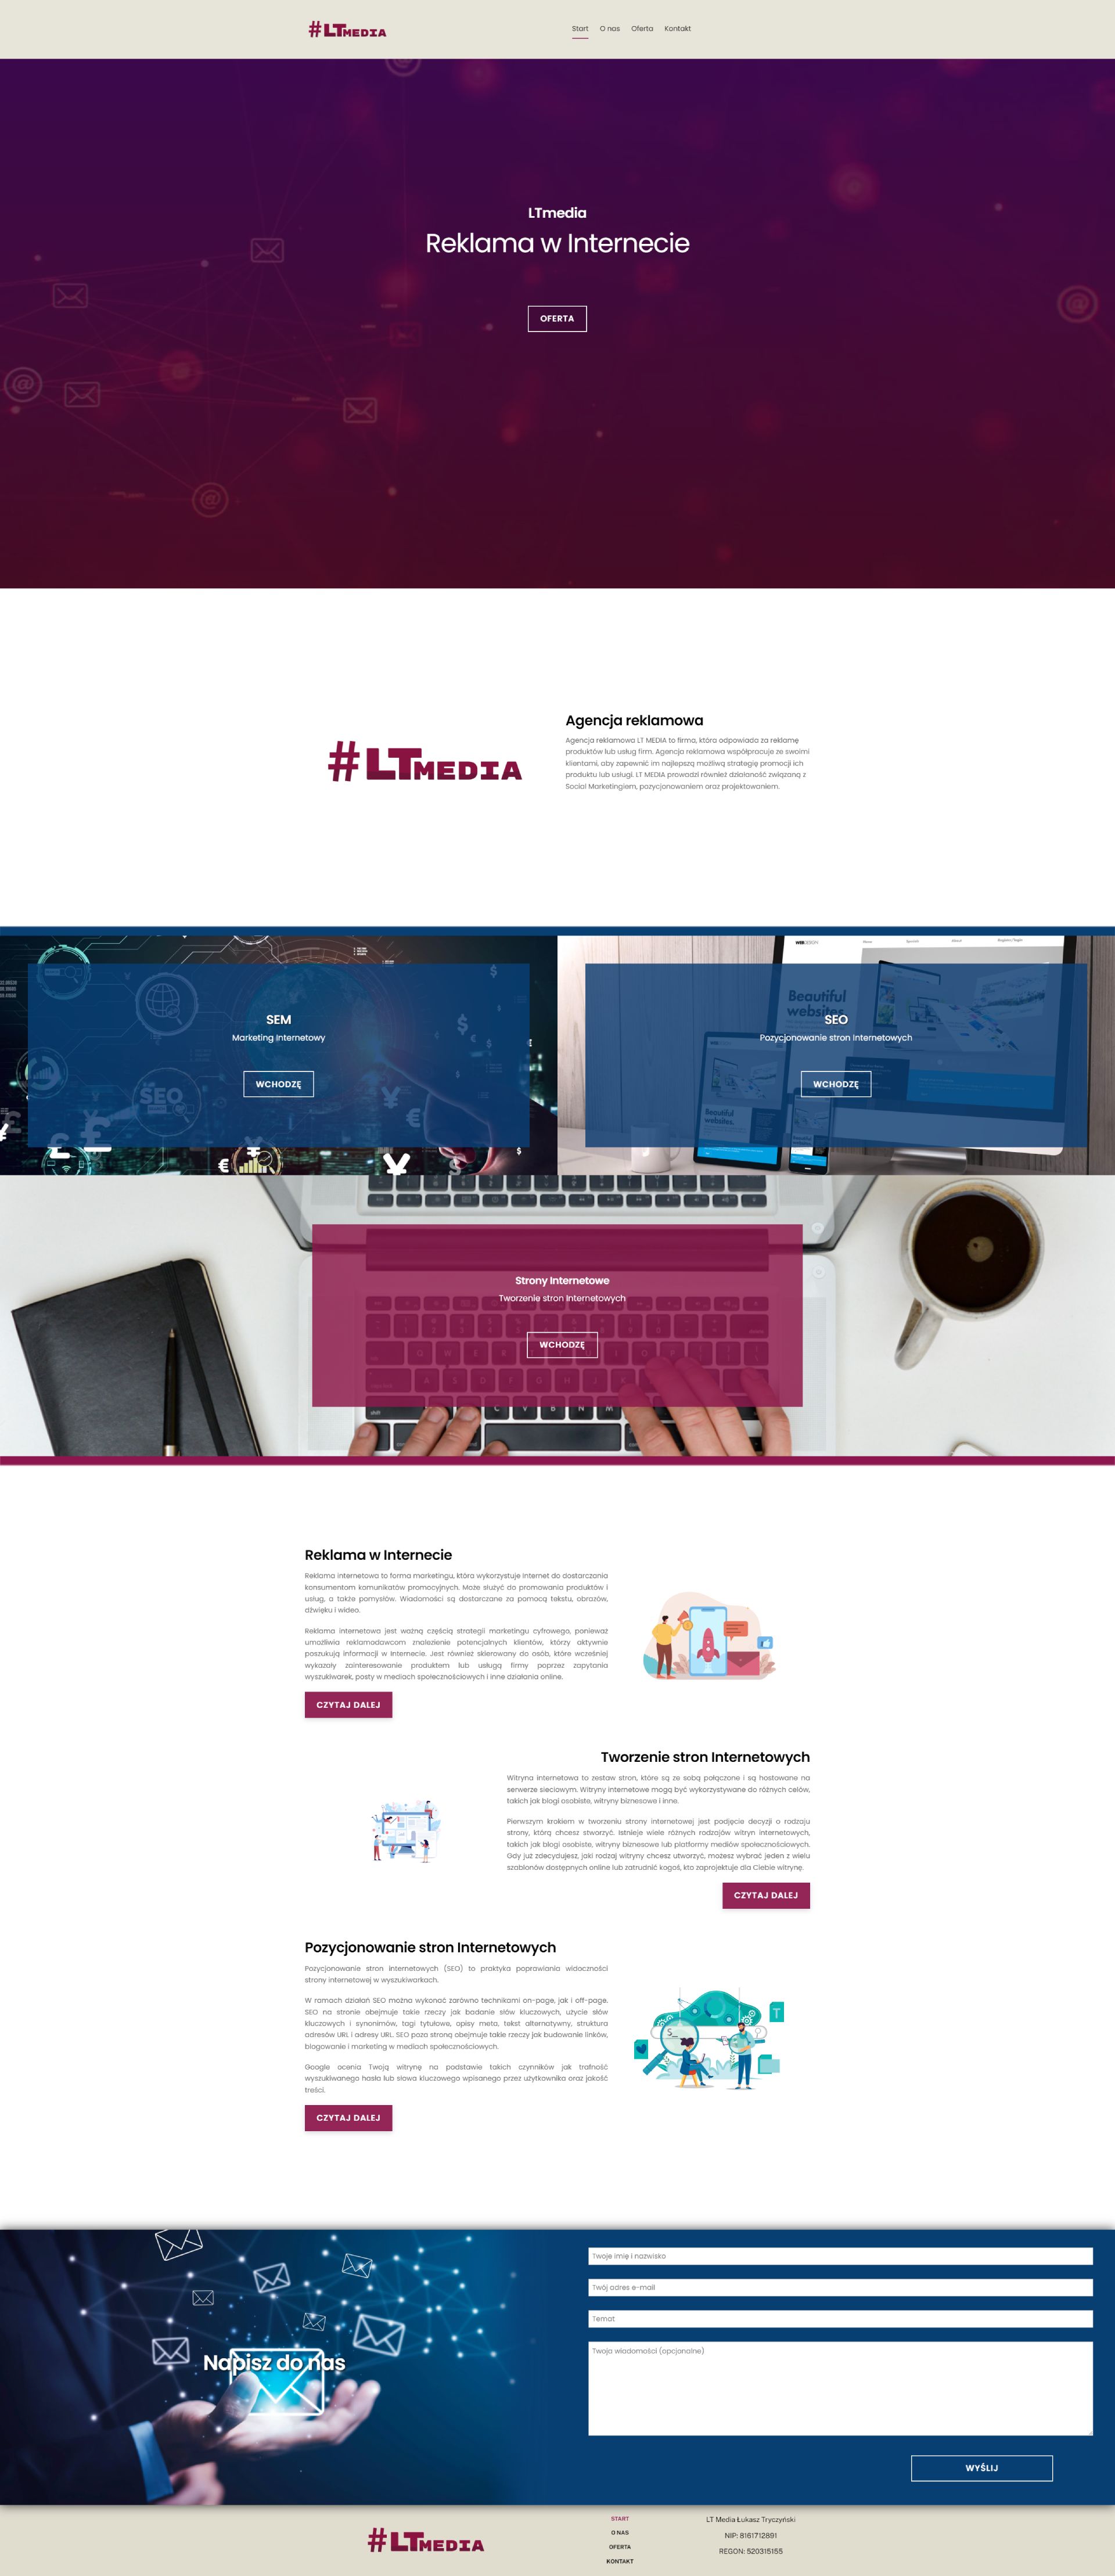 #LTMEDIA
Start O nas Oferta Kontakt
LTmedia
Reklama w Internecie
OFERTA
#LTMEDIA
Agencja reklamowa
Agencja reklamowa LT MEDIA to firma, która odpowiada za reklamę
produktów lub usług firm. Agencja reklamowa współpracuje ze swoimi
klientami, aby zapewnić im najlepszą możliwą strategię promocji ich
produktu lub usługi. LT MEDIA prowadzi również działaność związaną z
Social Marketingiem, pozycjonowaniem oraz projektowaniem.
SEM
Marketing Internetowy
WCHODZĘ
SEO
WEBDESIGN
Beautiful
websites.
SEO
Pozycjonowanie stron Internetowych
WCHODZĘ
Beautiful
websites.
Strony Internetowe
Tworzenie stron Internetowych
WCHODZĘ
Reklama w Internecie
Reklama internetowa to forma marketingu, która wykorzystuje Internet do dostarczania
konsumentom komunikatów promocyjnych. Może służyć do promowania produktów i
usług, a także pomysłów. Wiadomości są dostarczane za pomocą tekstu, obrazów,
dźwięku i wideo.
Reklama internetowa jest ważną częścią strategii marketingu cyfrowego, ponieważ
umożliwia reklamodawcom znalezienie potencjalnych klientów, którzy aktywnie
poszukują informacji w Internecie. Jest również skierowany do osób, które wcześniej
wykazały zainteresowanie produktem lub usługą firmy poprzez zapytania
wyszukiwarek, posty w mediach społecznościowych i inne działania online.
CZYTAJ DALEJ
Tworzenie stron Internetowych
Witryna internetowa to zestaw stron, które są ze sobą połączone i są hostowane na
serwerze sieciowym. Witryny internetowe mogą być wykorzystywane do różnych celów,
takich jak blogi osobiste, witryny biznesowe i inne.
Pierwszym krokiem w tworzeniu strony internetowej jest podjęcie decyzji o rodzaju
strony, którą chcesz stworzyć. Istnieje wiele różnych rodzajów witryn internetowych,
takich jak blogi osobiste, witryny biznesowe lub platformy mediów społecznościowych.
Gdy już zdecydujesz, jaki rodzaj witryny chcesz utworzyć, możesz wybrać jeden z wielu
szablonów dostępnych online lub zatrudnić kogoś, kto zaprojektuje dla Ciebie witrynę.
CZYTAJ DALEJ
Pozycjonowanie stron Internetowych
Pozycjonowanie stron internetowych (SEO) to praktyka poprawiania widoczności
strony internetowej w wyszukiwarkach.
W ramach działań SEO można wykonać zarówno technikami on-page, jak i off-page.
SEO na stronie obejmuje takie rzeczy jak badanie słów kluczowych, użycie słów
kluczowych i synonimów, tagi tytułowe, opisy meta, tekst alternatywny, struktura
adresów URL i adresy URL. SEO poza stroną obejmuje takie rzeczy jak budowanie linków,
blogowanie i marketing w mediach społecznościowych.
Google ocenia Twoją witrynę na podstawie takich czynników jak trafność
wyszukiwanego hasła lub słowa kluczowego wpisanego przez użytkownika oraz jakość
treści.
CZYTAJ DALEJ
Napisz do nas
Twoje imię i nazwisko
Twój adres e-mail
Temat
Twoja wiadomości (opcjonalne)
WYŚLIJ
#LTMEDIA
START
O NAS
OFERTA
KONTAKT
LT Media Łukasz Tryczyński
NIP: 8161712891
REGON: 520315155